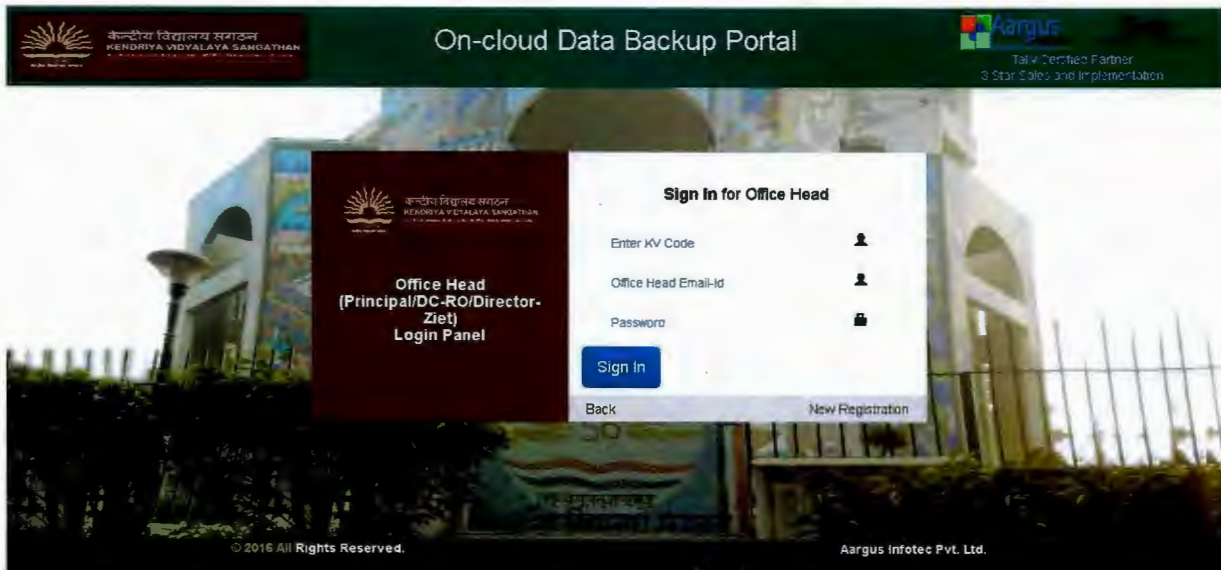 केन्द्रीय विद्यालय संगठन
KENDRIYA VIDYALAYA SANGATHAN
On-cloud Data Backup Portal
Aargus
Tally Certified Partner
3 Star Sales and Implementation
केन्द्रीय विद्यालय संगठन
KENDRIYA VIDYALAYA SANGATHAN
Office Head
(Principal/DC-RO/Director-
Ziet)
Login Panel
Sign In for Office Head
Enter KV Code
Office Head Email-Id
Password
Sign In
Back
New Registration
© 2016 All Rights Reserved.
Aargus Infotec Pvt. Ltd.